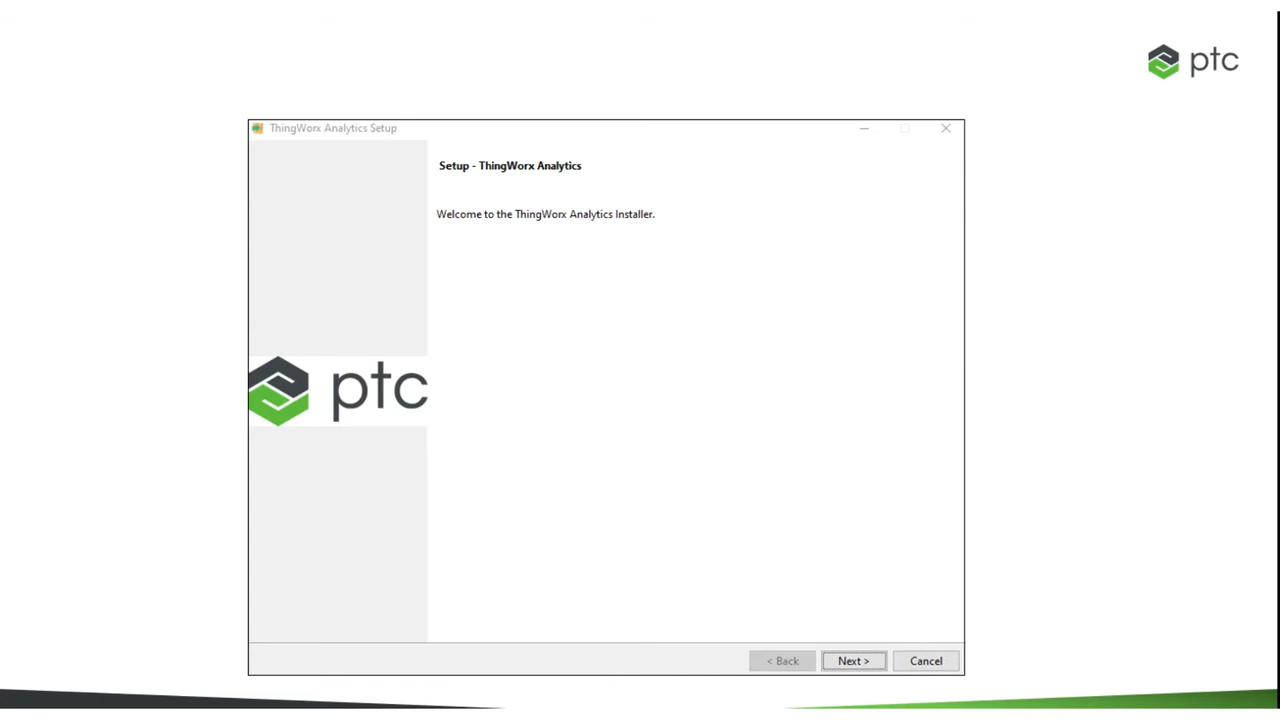 ptc
ThingWorx Analytics Setup
Setup - ThingWorx Analytics
Welcome to the ThingWorx Analytics Installer.
ptc
< Back
Next >
Cancel